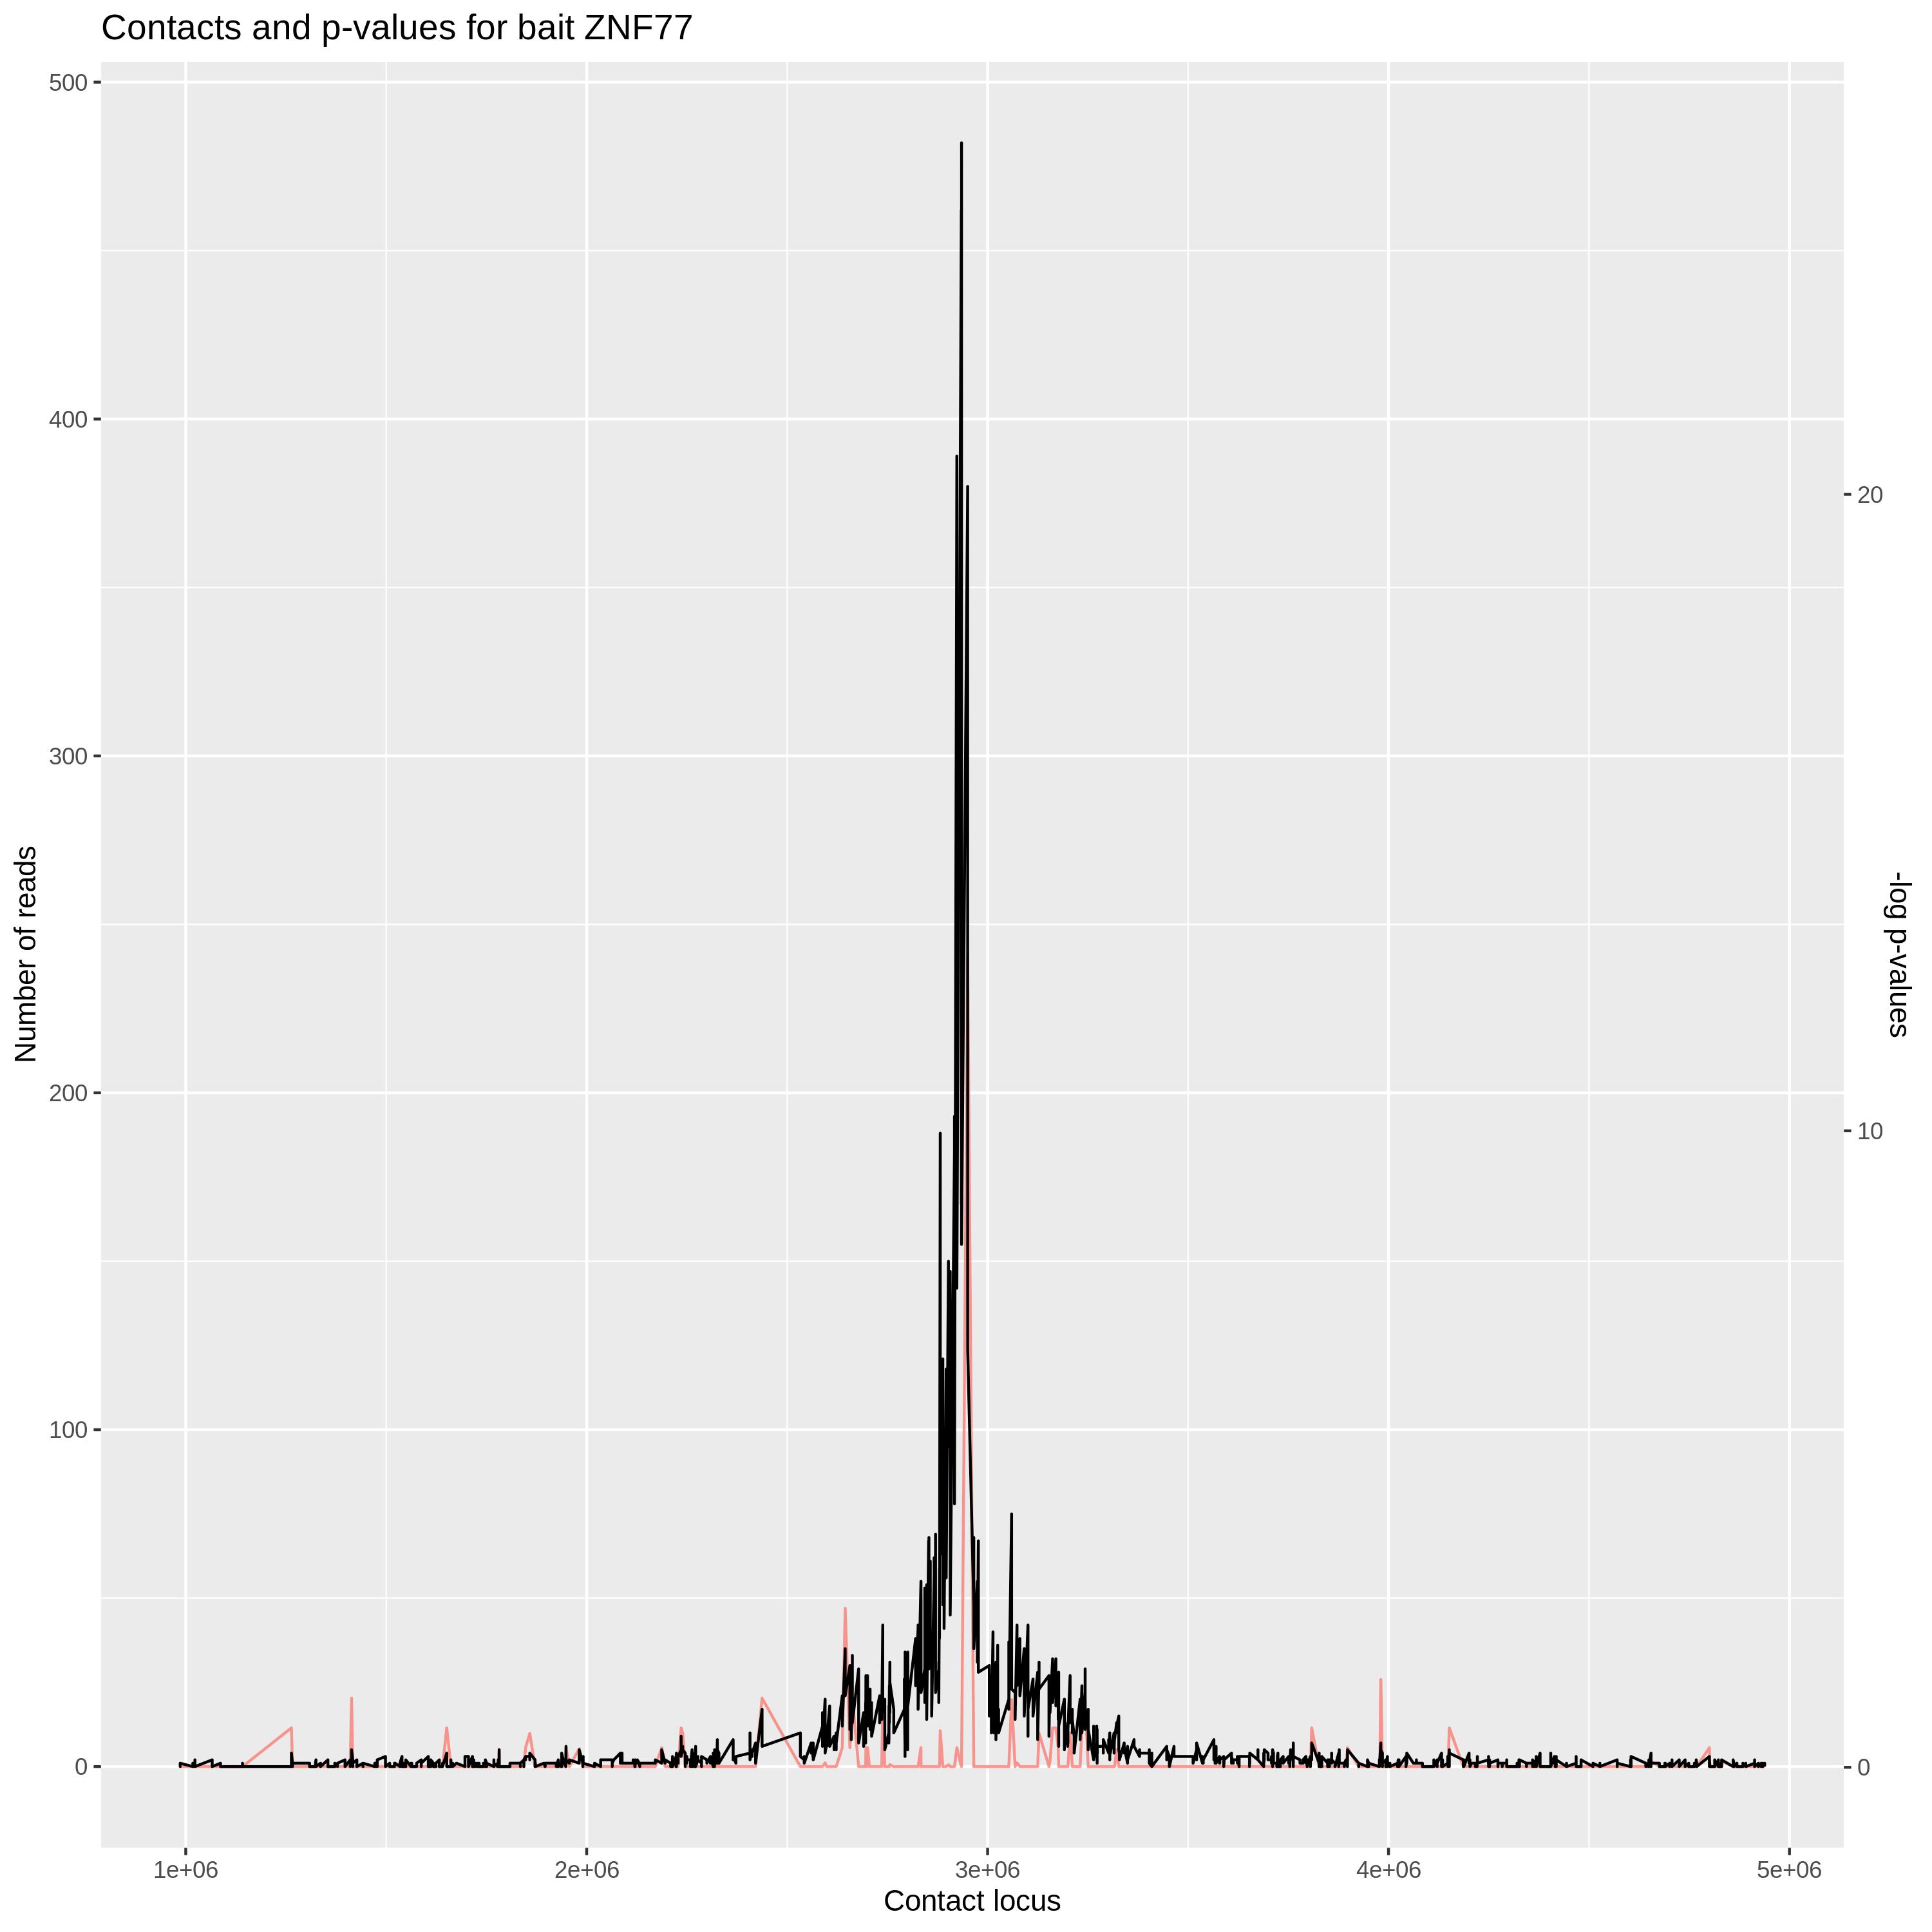 Contacts and p-values for bait ZNF77
500
400
300
200
100
0
20
10
0
Number of reads
-log p-values
1e+06 2e+06 3e+06 4e+06 5e+06
Contact locus